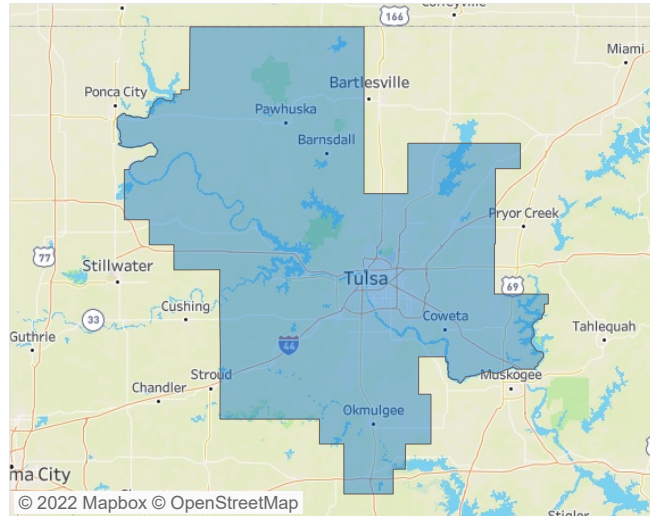 Coffeyville
166
Miami
Ponca City
Bartlesville
Pawhuska
Barnsdall
Pryor Creek
77
Stillwater
Tulsa
69
Cushing
33
Coweta
Tahlequah
Guthrie
44
Stroud
Chandler
Muskogee
Okmulgee
ma City
© 2022 Mapbox © OpenStreetMap